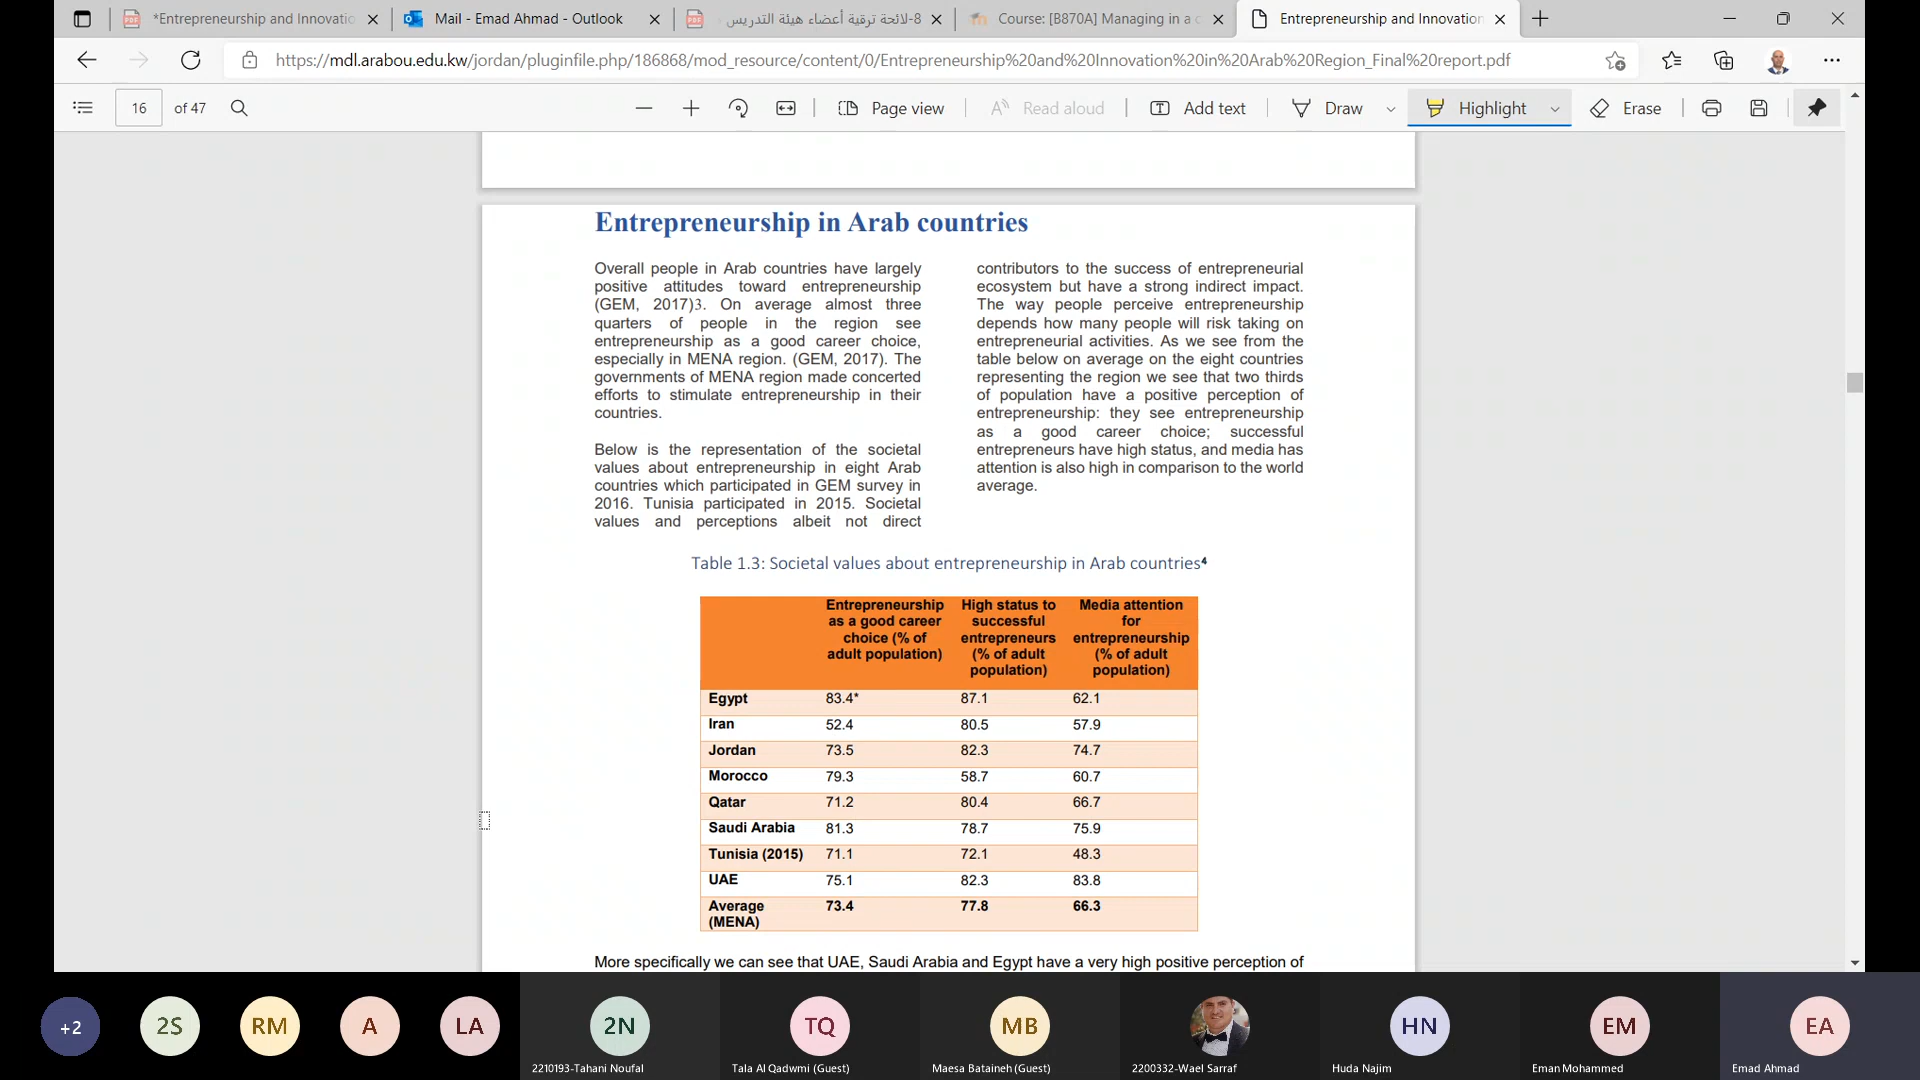 *Entrepreneurship and Innovatio
Mail - Emad Ahmad - Outlook
8-لائحة ترقية أعضاء هيئة التدريس
Course: [B870A] Managing in a c
Entrepreneurship and Innovation
https://mdl.arabou.edu.kw/jordan/pluginfile.php/186868/mod_resource/content/0/Entrepreneurship%20and%20Innovation%20in%20Arab%20Region_Final%20report.pdf
16 of 47
Page view
Read aloud
Add text
Draw
Highlight
Erase
Entrepreneurship in Arab countries
Overall people in Arab countries have largely
positive attitudes toward entrepreneurship
(GEM, 2017)3. On average almost three
quarters of people in the region see
entrepreneurship as a good career choice,
especially in MENA region. (GEM, 2017). The
governments of MENA region made concerted
efforts to stimulate entrepreneurship in their
countries.
Below is the representation of the societal
values about entrepreneurship in eight Arab
countries which participated in GEM survey in
2016. Tunisia participated in 2015. Societal
values and perceptions albeit not direct
contributors to the success of entrepreneurial
ecosystem but have a strong indirect impact.
The way people perceive entrepreneurship
depends how many people will risk taking on
entrepreneurial activities. As we see from the
table below on average on the eight countries
representing the region we see that two thirds
of population have a positive perception of
entrepreneurship: they see entrepreneurship
as a good career choice; successful
entrepreneurs have high status, and media has
attention is also high in comparison to the world
average.
Table 1.3: Societal values about entrepreneurship in Arab countries⁴
Entrepreneurship as a good career choice (% of adult population)
High status to successful entrepreneurs (% of adult population)
Media attention for entrepreneurship (% of adult population)
Egypt 83.4* 87.1 62.1
Iran 52.4 80.5 57.9
Jordan 73.5 82.3 74.7
Morocco 79.3 58.7 60.7
Qatar 71.2 80.4 66.7
Saudi Arabia 81.3 78.7 75.9
Tunisia (2015) 71.1 72.1 48.3
UAE 75.1 82.3 83.8
Average (MENA) 73.4 77.8 66.3
More specifically we can see that UAE, Saudi Arabia and Egypt have a very high positive perception of
+2
2S
RM
A
LA
2N
TQ
MB
HN
EM
EA
2210193-Tahani Noufal
Tala Al Qadwmi (Guest)
Maesa Bataineh (Guest)
2200332-Wael Sarraf
Huda Najim
Eman Mohammed
Emad Ahmad